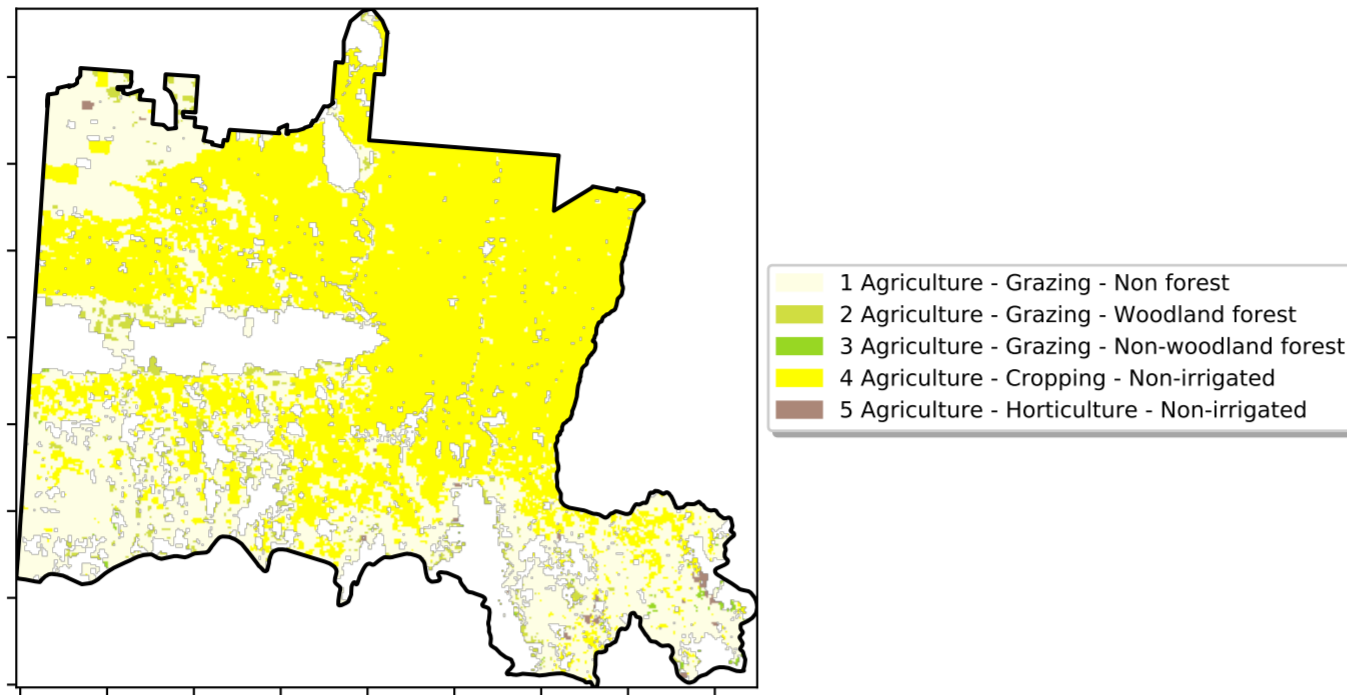 1 Agriculture - Grazing - Non forest
2 Agriculture - Grazing - Woodland forest
3 Agriculture - Grazing - Non-woodland forest
4 Agriculture - Cropping - Non-irrigated
5 Agriculture - Horticulture - Non-irrigated